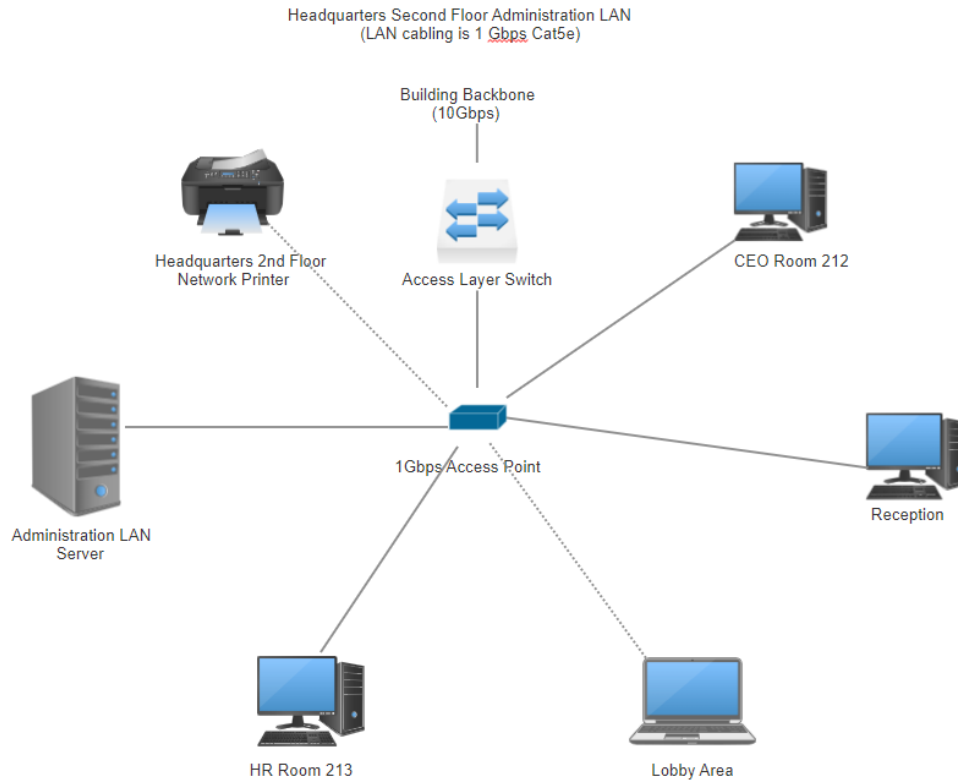 Headquarters Second Floor Administration LAN
(LAN cabling is 1 Gbps Cat5e)
Building Backbone
(10Gbps)
Headquarters 2nd Floor
Network Printer
Access Layer Switch
CEO Room 212
1Gbps Access Point
Reception
Administration LAN
Server
HR Room 213
Lobby Area